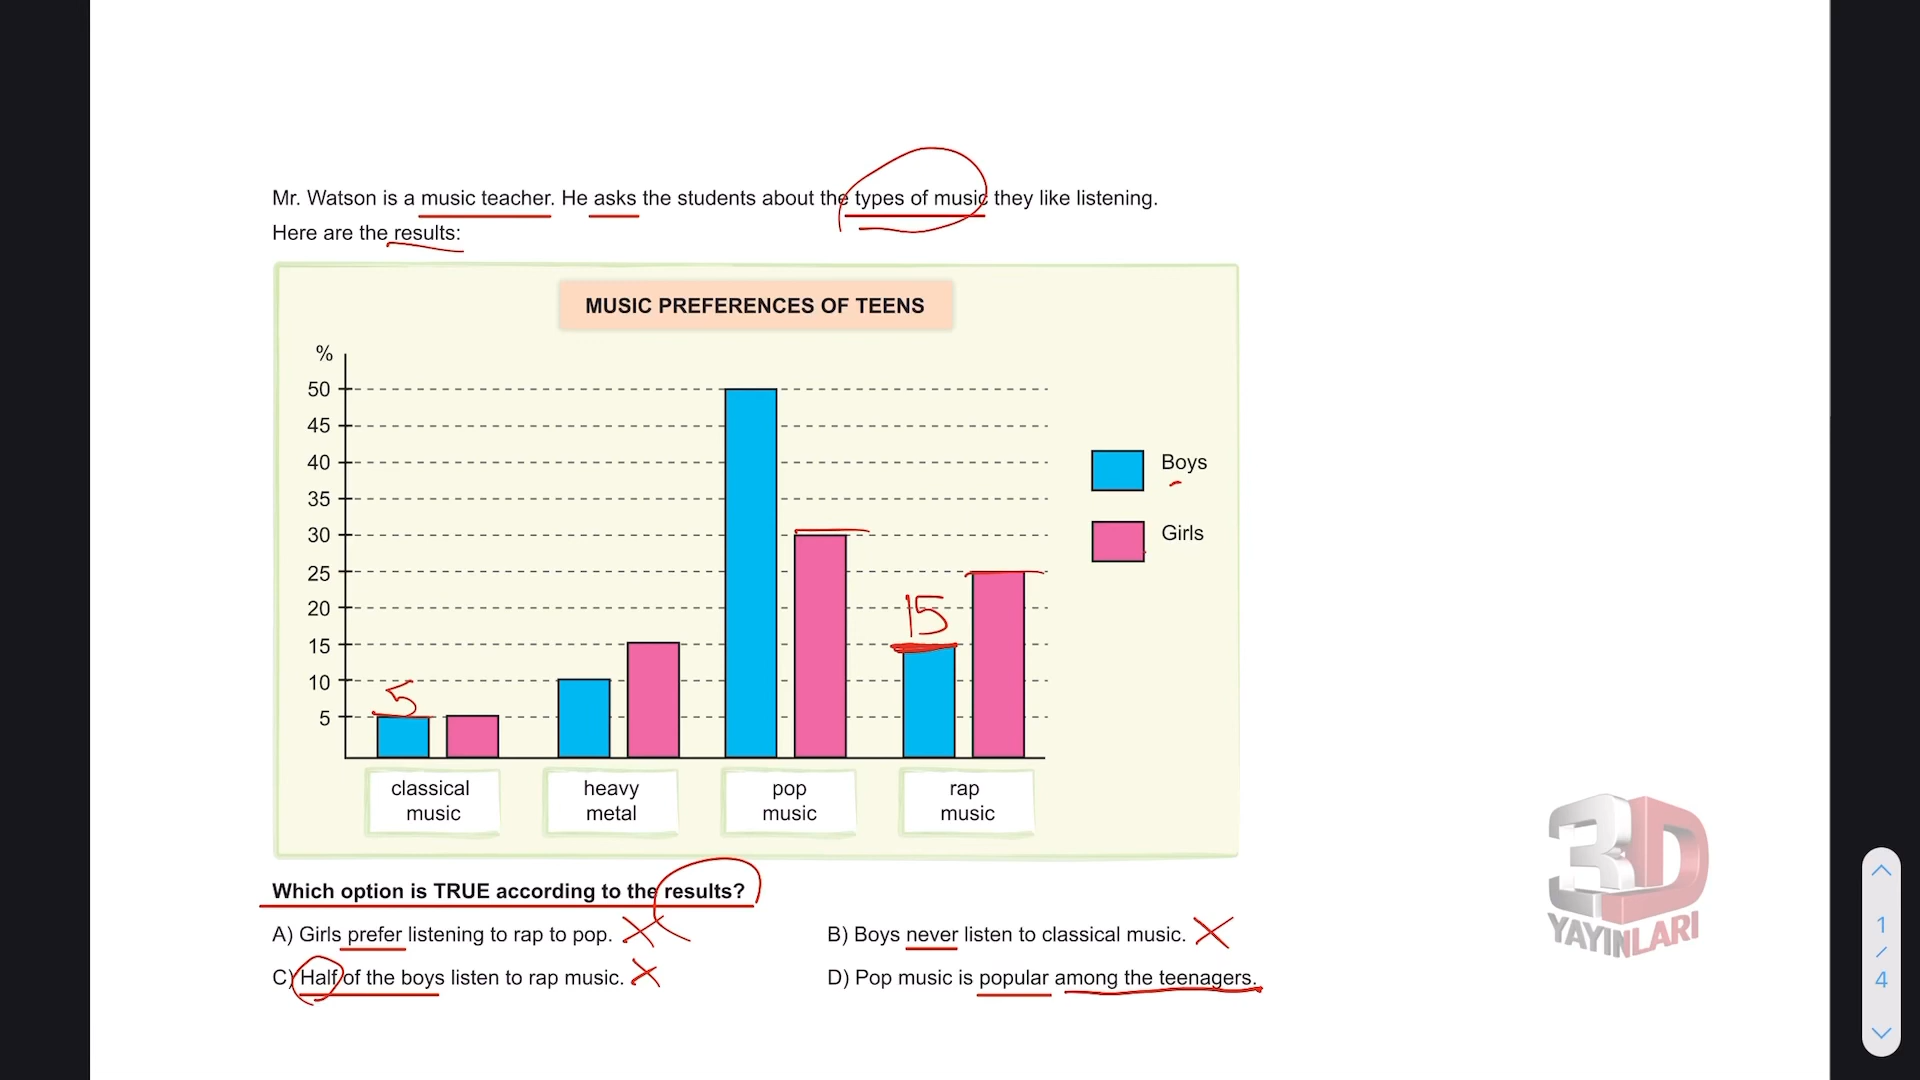 Mr. Watson is a music teacher. He asks the students about the types of music they like listening.
Here are the results:
MUSIC PREFERENCES OF TEENS
%
50
45
40
35
30
25
20
15
10
5
15
5
Boys
Girls
classical
music
heavy
metal
pop
music
rap
music
Which option is TRUE according to the results?
A) Girls prefer listening to rap to pop.
B) Boys never listen to classical music.
C) Half of the boys listen to rap music.
D) Pop music is popular among the teenagers.
3D
YAYINLARI
1
/
4